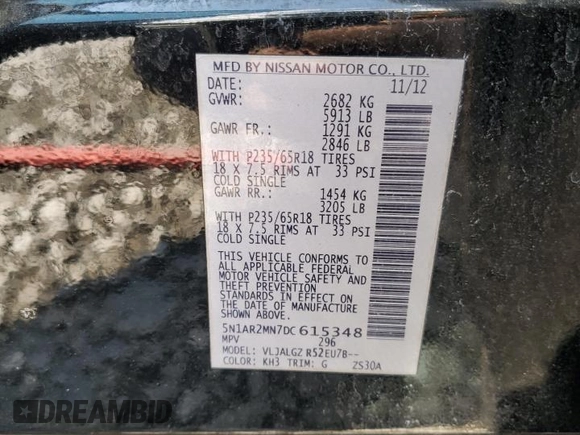 MFD BY NISSAN MOTOR CO., LTD.
DATE: 11/12
GVWR: 2682 KG
5913 LB
GAWR FR.: 1291 KG
2846 LB
WITH P235/65R18 TIRES
18 X 7.5 RIMS AT 33 PSI
COLD SINGLE
GAWR RR.: 1454 KG
3205 LB
WITH P235/65R18 TIRES
18 X 7.5 RIMS AT 33 PSI
COLD SINGLE
THIS VEHICLE CONFORMS TO
ALL APPLICABLE FEDERAL
MOTOR VEHICLE SAFETY AND
THEFT PREVENTION
STANDARDS IN EFFECT ON
THE DATE OF MANUFACTURE
SHOWN ABOVE.
5N1AR2MN7DC615348
MPV 296
MODEL: VLJALGZ R52EU7B--
COLOR: KH3 TRIM: G 2S30A
DREAMBID